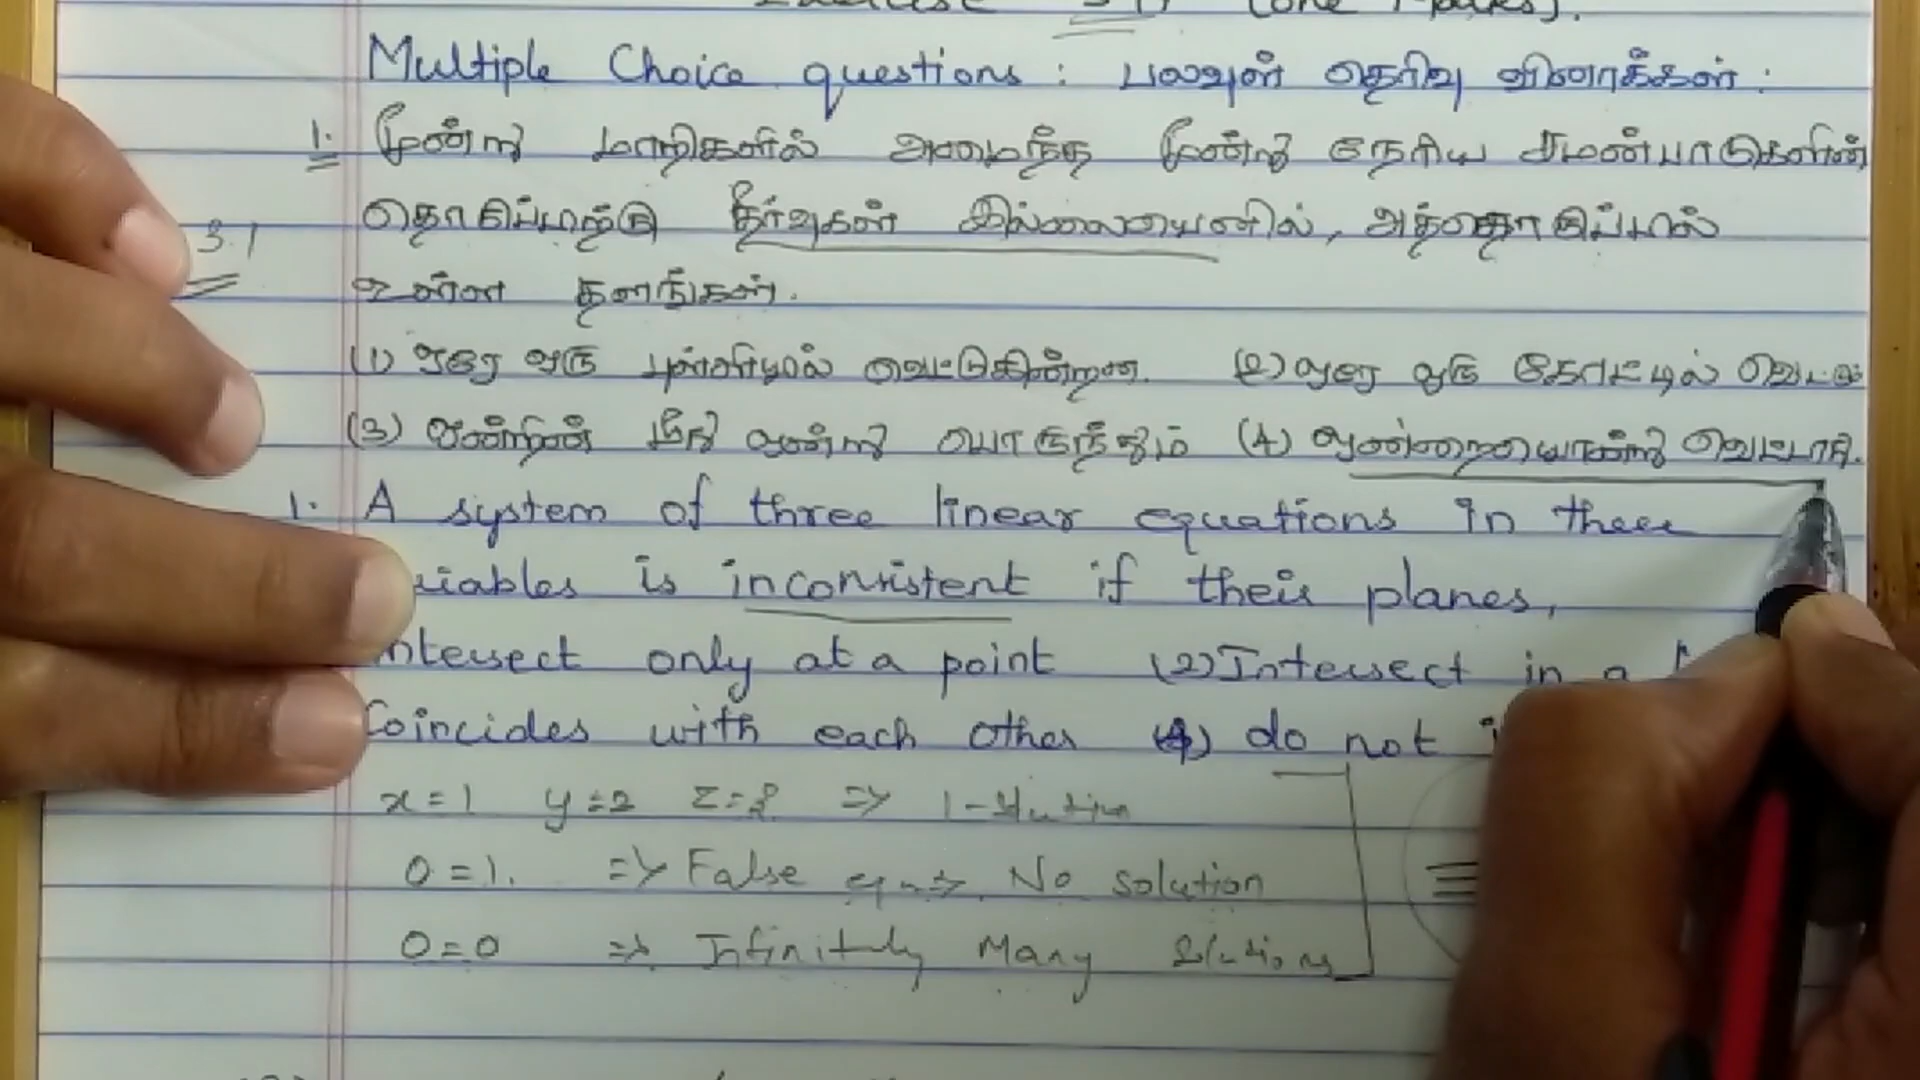 Multiple Choice questions : பலவுள் தெரிவு வினாக்கள் :
1. மூன்று மாறிகளில் அமைந்த மூன்று நேரிய சமன்பாடுகளின்
தொகுப்பிற்கு தீர்வுகள் இல்லையெனில், அத்தொகுப்பில்
3.1
உள்ள தளங்கள்.
(1) ஒரே ஒரு புள்ளியில் வெட்டுகின்றன. (2) ஒரே ஒரு கோட்டில்
(3) ஒன்றின் மீது ஒன்று பொருந்தும் (4) ஒன்றையொன்று வெட்டாது.
1. A system of three linear equations in three
is inconsistent if their planes,
only at a point (2) Intersect in a
Coincides with each other (4) do not
x=1 y=2 z=3 => 1-solution
0=1. => False eqn => No solution
0=0 => Infinitely Many Solutions